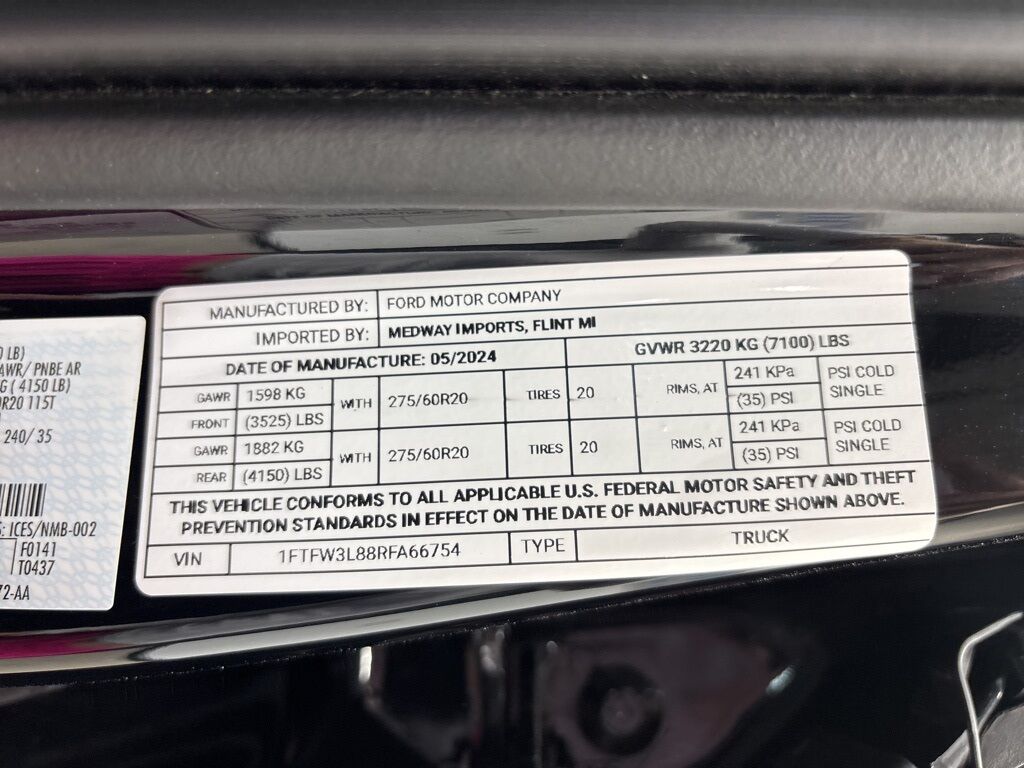 0 LB)
AWR/ PNBE AR
G ( 4150 LB)
0R20 115T
240/ 35
S: ICES/NMB-002
F0141
T0437
72-AA
MANUFACTURED BY: FORD MOTOR COMPANY
IMPORTED BY: MEDWAY IMPORTS, FLINT MI
DATE OF MANUFACTURE: 05/2024 GVWR 3220 KG (7100) LBS
GAWR FRONT 1598 KG (3525) LBS WITH 275/60R20 TIRES 20 RIMS, AT 241 KPa (35) PSI PSI COLD SINGLE
GAWR REAR 1882 KG (4150) LBS WITH 275/60R20 TIRES 20 RIMS, AT 241 KPa (35) PSI PSI COLD SINGLE
THIS VEHICLE CONFORMS TO ALL APPLICABLE U.S. FEDERAL MOTOR SAFETY AND THEFT
PREVENTION STANDARDS IN EFFECT ON THE DATE OF MANUFACTURE SHOWN ABOVE.
VIN 1FTFW3L88RFA66754 TYPE TRUCK